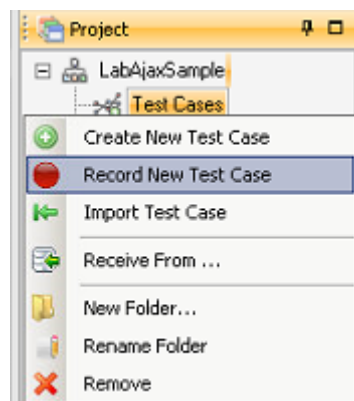 Project
LabAjaxSample
Test Cases
Create New Test Case
Record New Test Case
Import Test Case
Receive From ...
New Folder...
Rename Folder
Remove